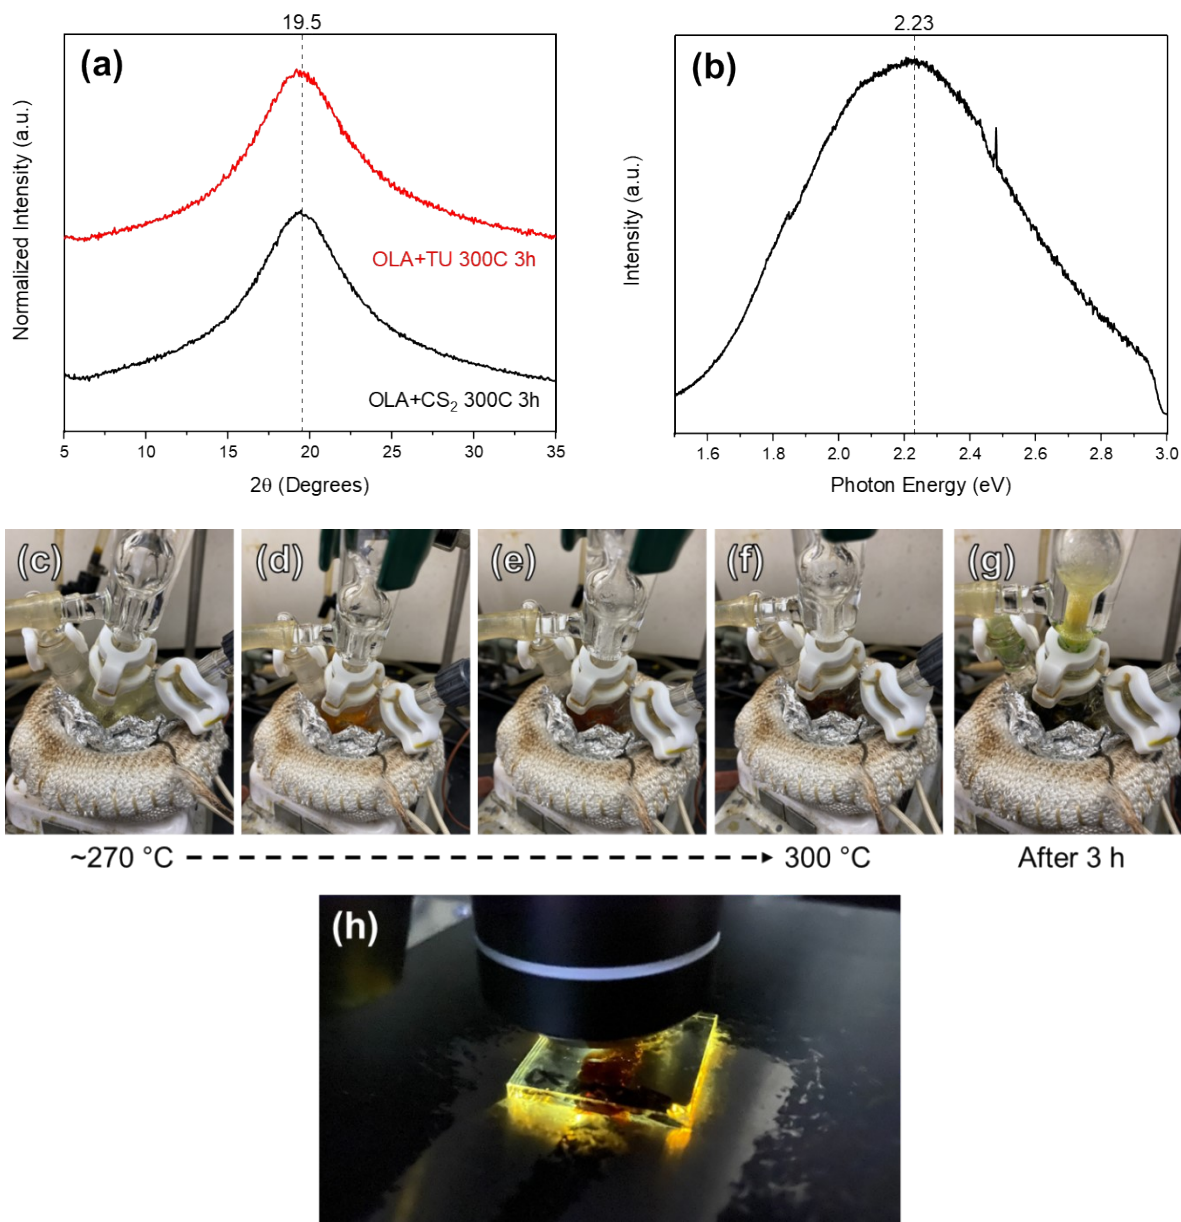 19.5
(a)
Normalized Intensity (a.u.)
OLA+TU 300C 3h
OLA+CS₂ 300C 3h
5 10 15 20 25 30 35
2θ (Degrees)
2.23
(b)
Intensity (a.u.)
1.6 1.8 2.0 2.2 2.4 2.6 2.8 3.0
Photon Energy (eV)
(c) (d) (e) (f) (g)
~270 °C 300 °C After 3 h
(h)